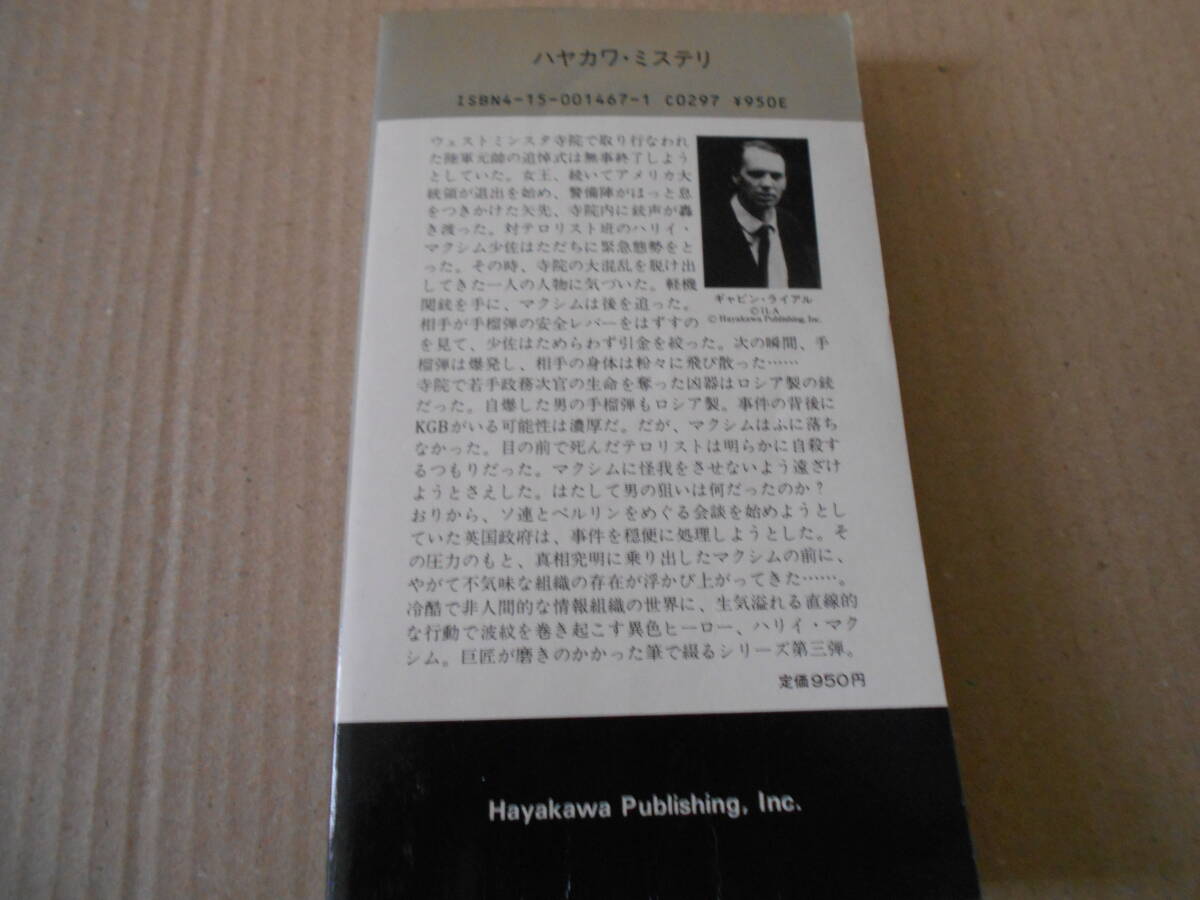 ハヤカワ・ミステリ
ISBN4-15-001467-1 C0297 ¥950E
ウェストミンスタ寺院で取り行なわれ
た陸軍元帥の追悼式は無事終了しよう
としていた。女王、続いてアメリカ大
統領が退出を始め、警備陣がほっと息
をつきかけた矢先、寺院内に銃声が轟
き渡った。対テロリスト班のハリイ・
マクシム少佐はただちに緊急態勢をと
った。その時、寺院の大混乱を脱け出
してきた一人の人物に気づいた。軽機
関銃を手に、マクシムは後を追った。
相手が手榴弾の安全レバーをはずすの
を見て、少佐はためらわず引金を絞った。次の瞬間、手
榴弾は爆発し、相手の身体は粉々に飛び散った……
寺院で若手政務次官の生命を奪った凶器はロシア製の銃
だった。自爆した男の手榴弾もロシア製。事件の背後に
KGBがいる可能性は濃厚だ。だが、マクシムはふに落ち
なかった。目の前で死んだテロリストは明らかに自殺す
るつもりだった。マクシムに怪我をさせないよう遠ざけ
ようとさえした。はたして男の狙いは何だったのか？
おりから、ソ連とベルリンをめぐる会談を始めようとし
ていた英国政府は、事件を穏便に処理しようとした。そ
の圧力のもと、真相究明に乗り出したマクシムの前に、
やがて不気味な組織の存在が浮かび上がってきた……。
冷酷で非人間的な情報組織の世界に、生気溢れる直線的
な行動で波紋を巻き起こす異色ヒーロー、ハリイ・マク
シム。巨匠が磨きのかかった筆で綴るシリーズ第三弾。
ギャビン・ライアル
©ILA
© Hayakawa Publishing, Inc.
定価950円
Hayakawa Publishing, Inc.